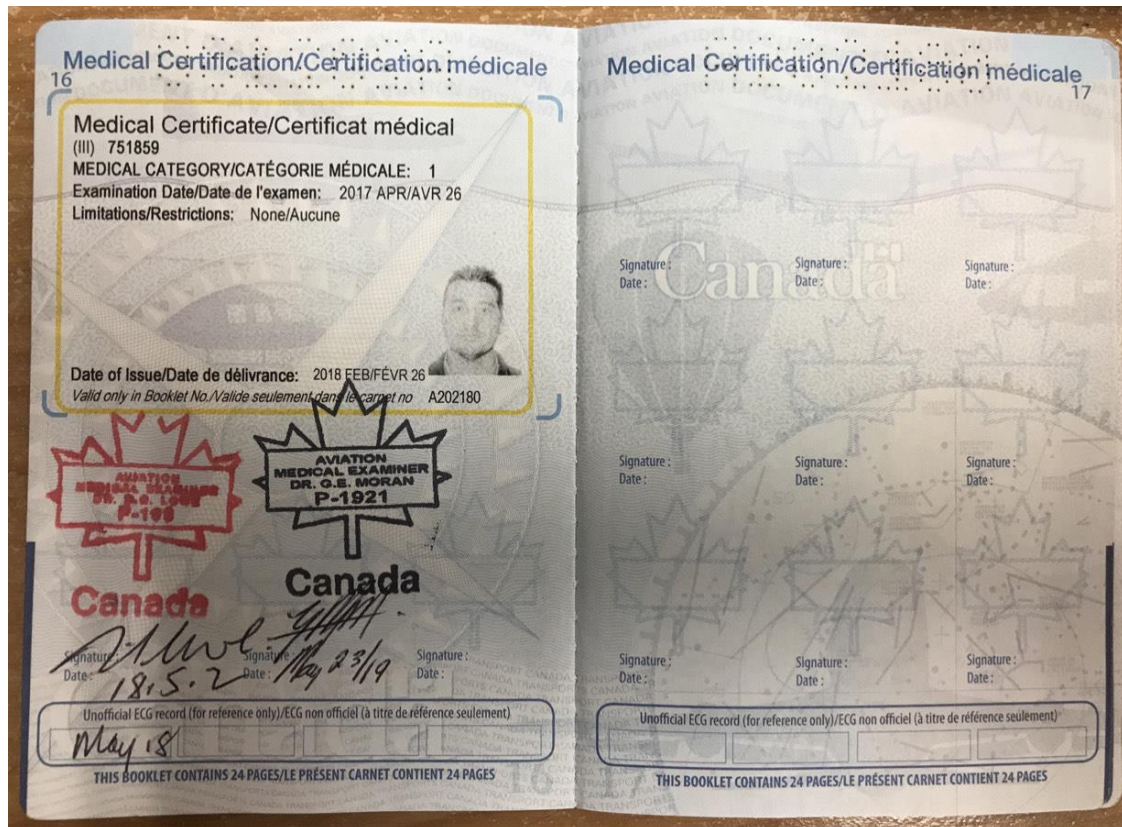 Medical Certification/Certification médicale
16
Medical Certificate/Certificat médical
(III) 751859
MEDICAL CATEGORY/CATÉGORIE MÉDICALE: 1
Examination Date/Date de l'examen: 2017 APR/AVR 26
Limitations/Restrictions: None/Aucune
Date of Issue/Date de délivrance: 2018 FEB/FÉVR 26
Valid only in Booklet No./Valide seulement dans le carnet no A202180
AVIATION
MEDICAL EXAMINER
P-198
Canada
AVIATION
MEDICAL EXAMINER
DR. G.E. MORAN
P-1921
Canada
Signature:
Date: 18.5.2
Signature:
Date: May 23/19
Signature:
Date:
Unofficial ECG record (for reference only)/ECG non officiel (à titre de référence seulement)
May 18
THIS BOOKLET CONTAINS 24 PAGES/LE PRÉSENT CARNET CONTIENT 24 PAGES
Medical Certification/Certification médicale
17
Canada
Signature: Signature: Signature:
Date: Date: Date:
Signature: Signature: Signature:
Date: Date: Date:
Signature: Signature: Signature:
Date: Date: Date:
Unofficial ECG record (for reference only)/ECG non officiel (à titre de référence seulement)
THIS BOOKLET CONTAINS 24 PAGES/LE PRÉSENT CARNET CONTIENT 24 PAGES